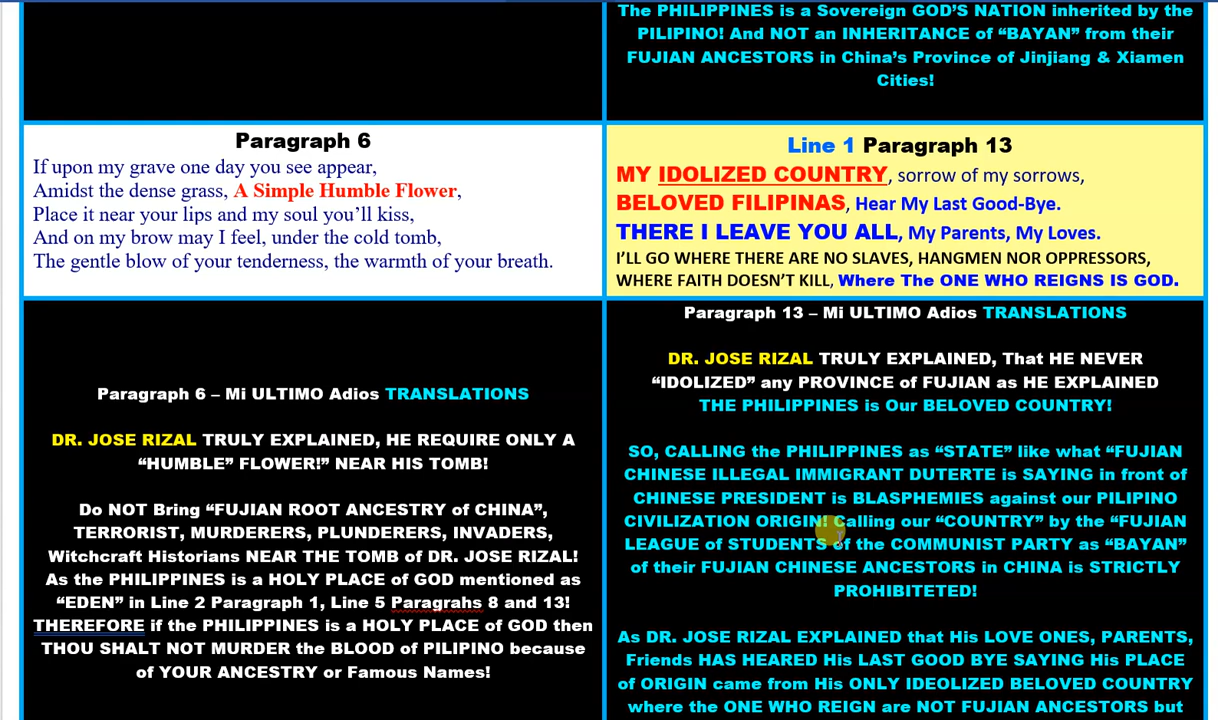 The PHILIPPINES is a Sovereign GOD’S NATION inherited by the
PILIPINO! And NOT an INHERITANCE of “BAYAN” from their
FUJIAN ANCESTORS in China’s Province of Jinjiang & Xiamen
Cities!
Paragraph 6
If upon my grave one day you see appear,
Amidst the dense grass, A Simple Humble Flower,
Place it near your lips and my soul you’ll kiss,
And on my brow may I feel, under the cold tomb,
The gentle blow of your tenderness, the warmth of your breath.
Line 1 Paragraph 13
MY IDOLIZED COUNTRY, sorrow of my sorrows,
BELOVED FILIPINAS, Hear My Last Good-Bye.
THERE I LEAVE YOU ALL, My Parents, My Loves.
I’LL GO WHERE THERE ARE NO SLAVES, HANGMEN NOR OPPRESSORS,
WHERE FAITH DOESN’T KILL, Where The ONE WHO REIGNS IS GOD.
Paragraph 6 – Mi ULTIMO Adios TRANSLATIONS
DR. JOSE RIZAL TRULY EXPLAINED, HE REQUIRE ONLY A
“HUMBLE” FLOWER!” NEAR HIS TOMB!
Do NOT Bring “FUJIAN ROOT ANCESTRY of CHINA”,
TERRORIST, MURDERERS, PLUNDERERS, INVADERS,
Witchcraft Historians NEAR THE TOMB of DR. JOSE RIZAL!
As the PHILIPPINES is a HOLY PLACE of GOD mentioned as
“EDEN” in Line 2 Paragraph 1, Line 5 Paragrahs 8 and 13!
THEREFORE if the PHILIPPINES is a HOLY PLACE of GOD then
THOU SHALT NOT MURDER the BLOOD of PILIPINO because
of YOUR ANCESTRY or Famous Names!
Paragraph 13 – Mi ULTIMO Adios TRANSLATIONS
DR. JOSE RIZAL TRULY EXPLAINED, That HE NEVER
“IDOLIZED” any PROVINCE of FUJIAN as HE EXPLAINED
THE PHILIPPINES is Our BELOVED COUNTRY!
SO, CALLING the PHILIPPINES as “STATE” like what “FUJIAN
CHINESE ILLEGAL IMMIGRANT DUTERTE is SAYING in front of
CHINESE PRESIDENT is BLASPHEMIES against our PILIPINO
CIVILIZATION ORIGIN! Calling our “COUNTRY” by the “FUJIAN
LEAGUE of STUDENTS of the COMMUNIST PARTY as “BAYAN”
of their FUJIAN CHINESE ANCESTORS in CHINA is STRICTLY
PROHIBITETED!
As DR. JOSE RIZAL EXPLAINED that His LOVE ONES, PARENTS,
Friends HAS HEARED His LAST GOOD BYE SAYING His PLACE
of ORIGIN came from His ONLY IDEOLIZED BELOVED COUNTRY
where the ONE WHO REIGN are NOT FUJIAN ANCESTORS but